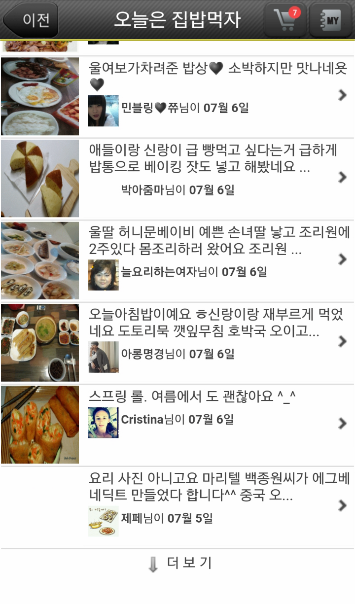 이전
오늘은 집밥먹자
7
MY
울여보가차려준 밥상♥ 소박하지만 맛나네욧
♥
민블링♥쮸님이 07월 6일
애들이랑 신랑이 급 빵먹고 싶다는거 급하게
밥통으로 베이킹 잣도 넣고 해봤네요 ...
박아줌마님이 07월 6일
울딸 허니문베이비 예쁜 손녀딸 낳고 조리원에
2주있다 몸조리하러 왔어요 조리원 ...
늘요리하는여자님이 07월 6일
오늘아침밥이예요 ㅎ신랑이랑 재부르게 먹었
네요 도토리묵 깻잎무침 호박국 오이고...
아롱명경님이 07월 6일
스프링 롤. 여름에서 도 괜찮아요 ^_^
Cristina님이 07월 6일
요리 사진 아니고요 마리텔 백종원씨가 에그베
네딕트 만들었다 합니다^^ 중국 오...
제페님이 07월 5일
더 보 기